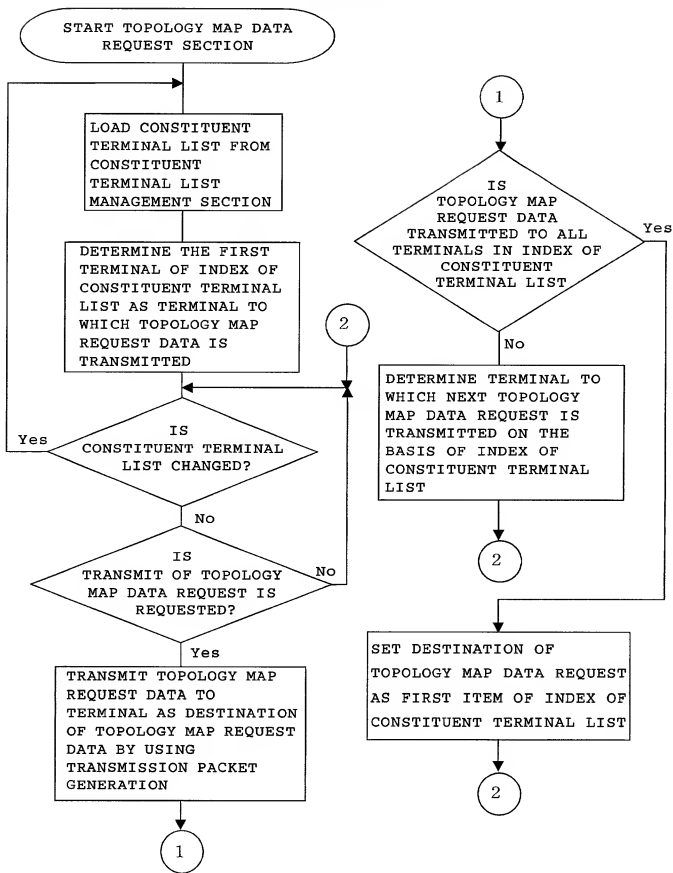 START TOPOLOGY MAP DATA
REQUEST SECTION
LOAD CONSTITUENT
TERMINAL LIST FROM
CONSTITUENT
TERMINAL LIST
MANAGEMENT SECTION
DETERMINE THE FIRST
TERMINAL OF INDEX OF
CONSTITUENT TERMINAL
LIST AS TERMINAL TO
WHICH TOPOLOGY MAP
REQUEST DATA IS
TRANSMITTED
2
IS
CONSTITUENT TERMINAL
LIST CHANGED?
Yes
No
IS
TRANSMIT OF TOPOLOGY
MAP DATA REQUEST IS
REQUESTED?
No
Yes
TRANSMIT TOPOLOGY MAP
REQUEST DATA TO
TERMINAL AS DESTINATION
OF TOPOLOGY MAP REQUEST
DATA BY USING
TRANSMISSION PACKET
GENERATION
1
1
IS
TOPOLOGY MAP
REQUEST DATA
TRANSMITTED TO ALL
TERMINALS IN INDEX OF
CONSTITUENT
TERMINAL LIST
Yes
No
DETERMINE TERMINAL TO
WHICH NEXT TOPOLOGY
MAP DATA REQUEST IS
TRANSMITTED ON THE
BASIS OF INDEX OF
CONSTITUENT TERMINAL
LIST
2
SET DESTINATION OF
TOPOLOGY MAP DATA REQUEST
AS FIRST ITEM OF INDEX OF
CONSTITUENT TERMINAL LIST
2